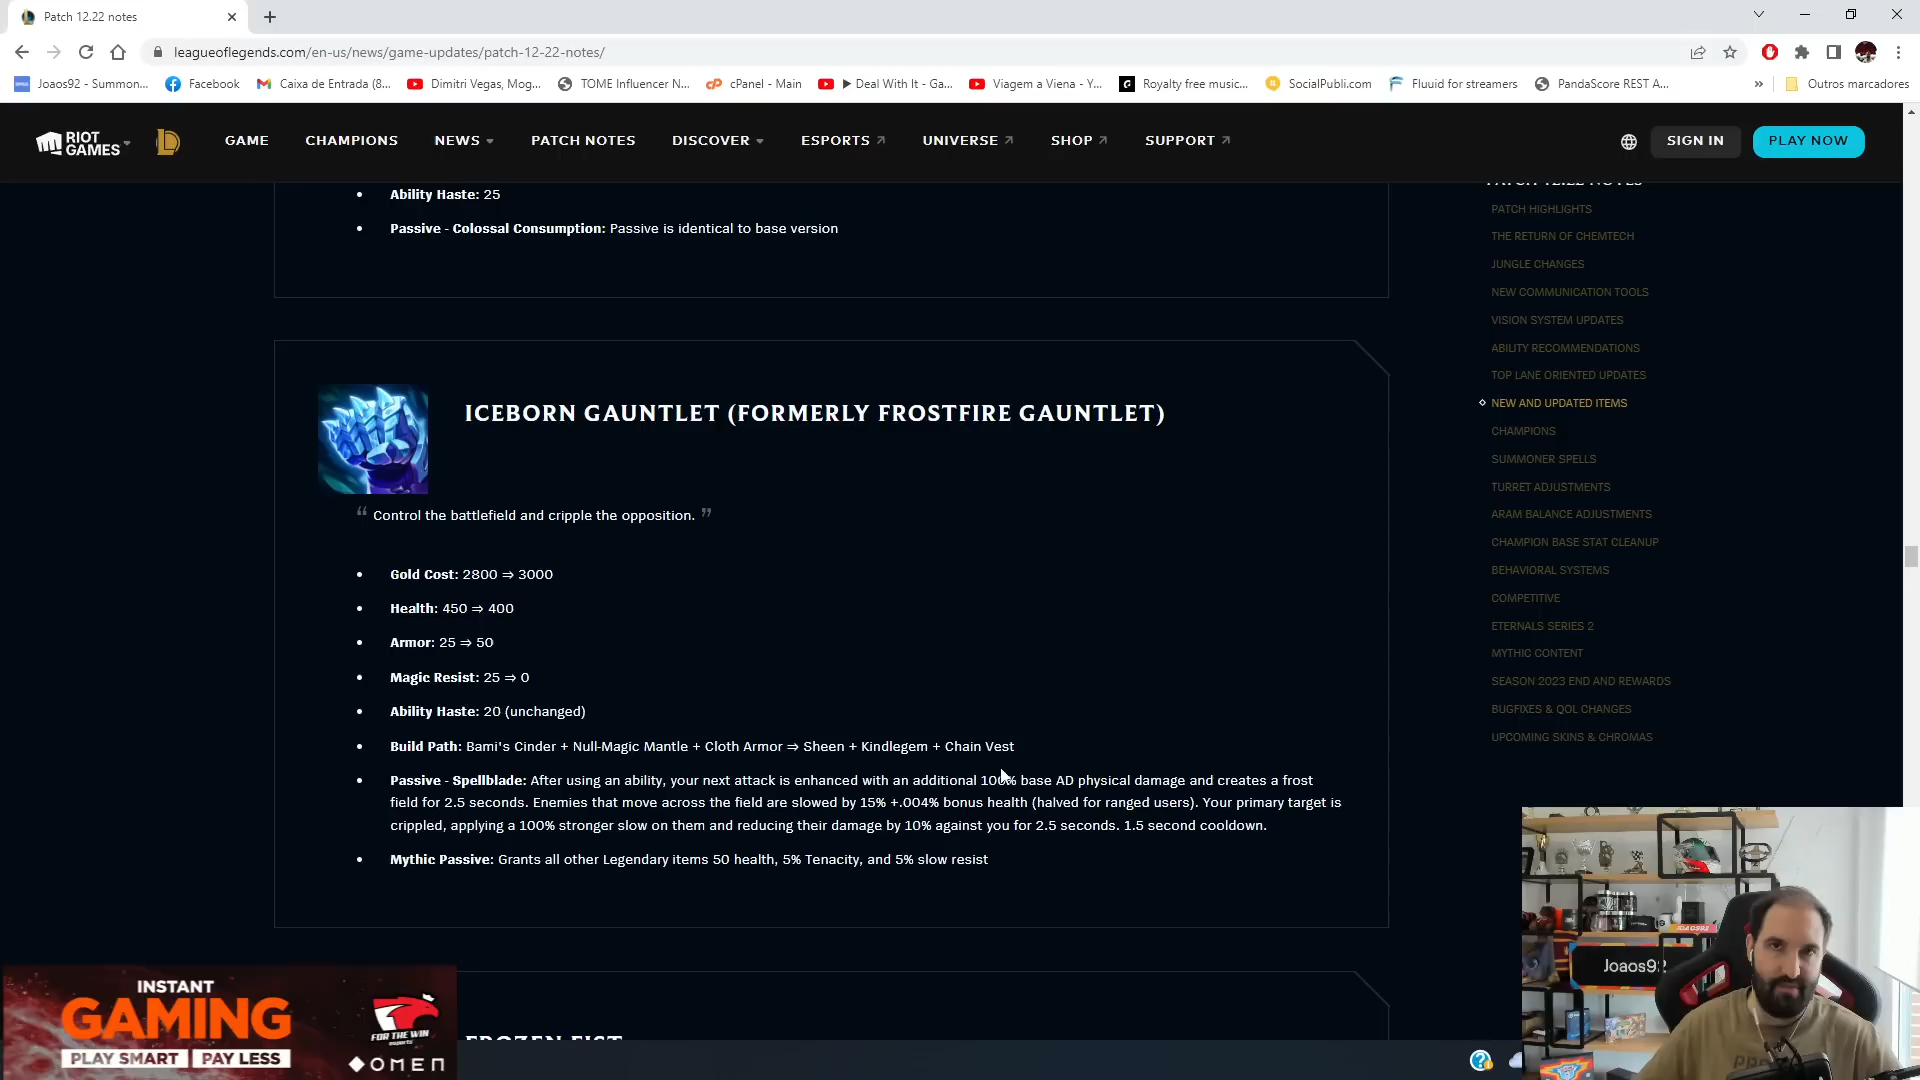 Patch 12.22 notes
leagueoflegends.com/en-us/news/game-updates/patch-12-22-notes/
Joaos92 - Summon... Facebook Caixa de Entrada (8... Dimitri Vegas, Mog... TOME Influencer N... cPanel - Main ▶ Deal With It - Ga... Viagem a Viena - Y... Royalty free music... SocialPubli.com Fluuid for streamers PandaScore REST A... » Outros marcadores
RIOT GAMES GAME CHAMPIONS NEWS PATCH NOTES DISCOVER ESPORTS UNIVERSE SHOP SUPPORT SIGN IN PLAY NOW
• Ability Haste: 25
• Passive - Colossal Consumption: Passive is identical to base version
ICEBORN GAUNTLET (FORMERLY FROSTFIRE GAUNTLET)
“ Control the battlefield and cripple the opposition. ”
• Gold Cost: 2800 ⇒ 3000
• Health: 450 ⇒ 400
• Armor: 25 ⇒ 50
• Magic Resist: 25 ⇒ 0
• Ability Haste: 20 (unchanged)
• Build Path: Bami's Cinder + Null-Magic Mantle + Cloth Armor ⇒ Sheen + Kindlegem + Chain Vest
• Passive - Spellblade: After using an ability, your next attack is enhanced with an additional 100% base AD physical damage and creates a frost
field for 2.5 seconds. Enemies that move across the field are slowed by 15% +.004% bonus health (halved for ranged users). Your primary target is
crippled, applying a 100% stronger slow on them and reducing their damage by 10% against you for 2.5 seconds. 1.5 second cooldown.
• Mythic Passive: Grants all other Legendary items 50 health, 5% Tenacity, and 5% slow resist
FROZEN FIST
PATCH 12.22 NOTES
PATCH HIGHLIGHTS
THE RETURN OF CHEMTECH
JUNGLE CHANGES
NEW COMMUNICATION TOOLS
VISION SYSTEM UPDATES
ABILITY RECOMMENDATIONS
TOP LANE ORIENTED UPDATES
NEW AND UPDATED ITEMS
CHAMPIONS
SUMMONER SPELLS
TURRET ADJUSTMENTS
ARAM BALANCE ADJUSTMENTS
CHAMPION BASE STAT CLEANUP
BEHAVIORAL SYSTEMS
COMPETITIVE
ETERNALS SERIES 2
MYTHIC CONTENT
SEASON 2023 END AND REWARDS
BUGFIXES & QOL CHANGES
UPCOMING SKINS & CHROMAS
INSTANT
GAMING
PLAY SMART PAY LESS
FOR THE WIN
esports
OMEN
JOAOS92
Joaos92